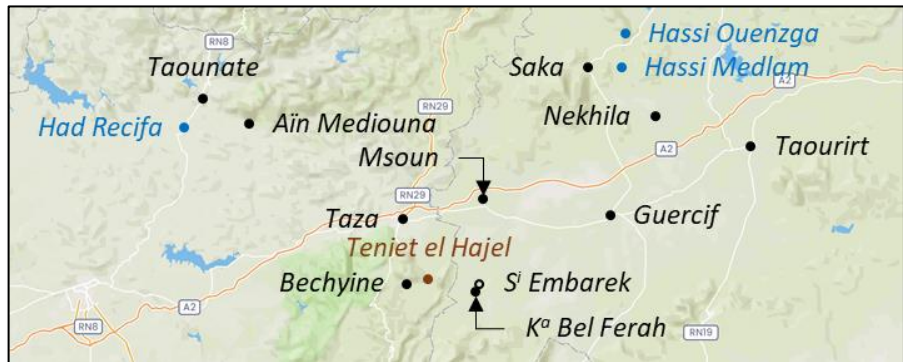 RN8
Hassi Ouenzga
Taounate
Saka
Hassi Medlam
A2
RN29
Had Recifa
Aïn Mediouna
Nekhila
Msoun
A2
Taourirt
RN29
Taza
Guercif
Teniet el Hajel
Bechyine
Sⁱ Embarek
A2
Kᵃ Bel Ferah
RN8
RN19